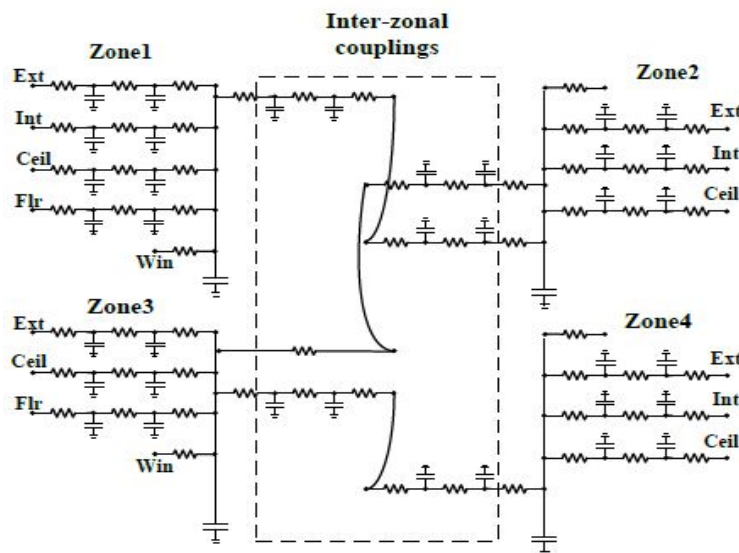 Inter-zonal
couplings
Zone1
Ext
Int
Ceil
Flr
Win
Zone2
Ext
Int
Ceil
Zone3
Ext
Ceil
Flr
Win
Zone4
Ext
Int
Ceil